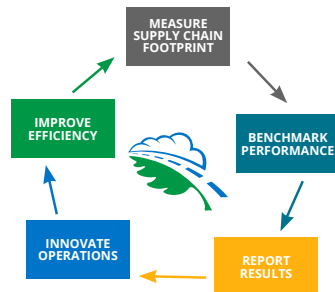 MEASURE
SUPPLY CHAIN
FOOTPRINT
BENCHMARK
PERFORMANCE
REPORT
RESULTS
INNOVATE
OPERATIONS
IMPROVE
EFFICIENCY